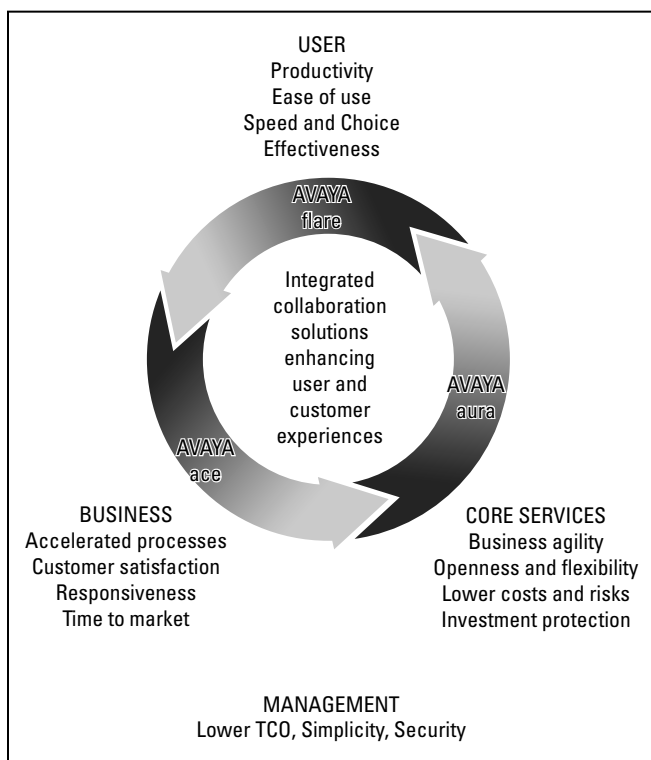 USER
Productivity
Ease of use
Speed and Choice
Effectiveness
AVAYA
flare
Integrated
collaboration
solutions
enhancing
user and
customer
experiences
AVAYA
aura
AVAYA
ace
BUSINESS
Accelerated processes
Customer satisfaction
Responsiveness
Time to market
CORE SERVICES
Business agility
Openness and flexibility
Lower costs and risks
Investment protection
MANAGEMENT
Lower TCO, Simplicity, Security